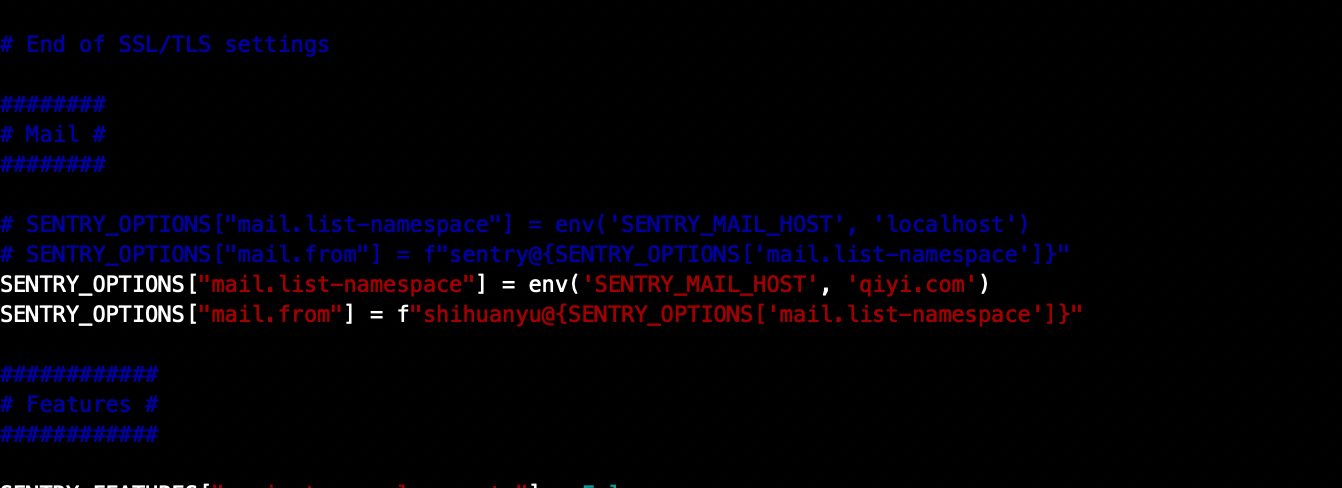 # End of SSL/TLS settings
########
# Mail #
########
# SENTRY_OPTIONS["mail.list-namespace"] = env('SENTRY_MAIL_HOST', 'localhost')
# SENTRY_OPTIONS["mail.from"] = f"sentry@{SENTRY_OPTIONS['mail.list-namespace']}"
SENTRY_OPTIONS["mail.list-namespace"] = env('SENTRY_MAIL_HOST', 'qiyi.com')
SENTRY_OPTIONS["mail.from"] = f"shihuanyu@{SENTRY_OPTIONS['mail.list-namespace']}"
############
# Features #
############